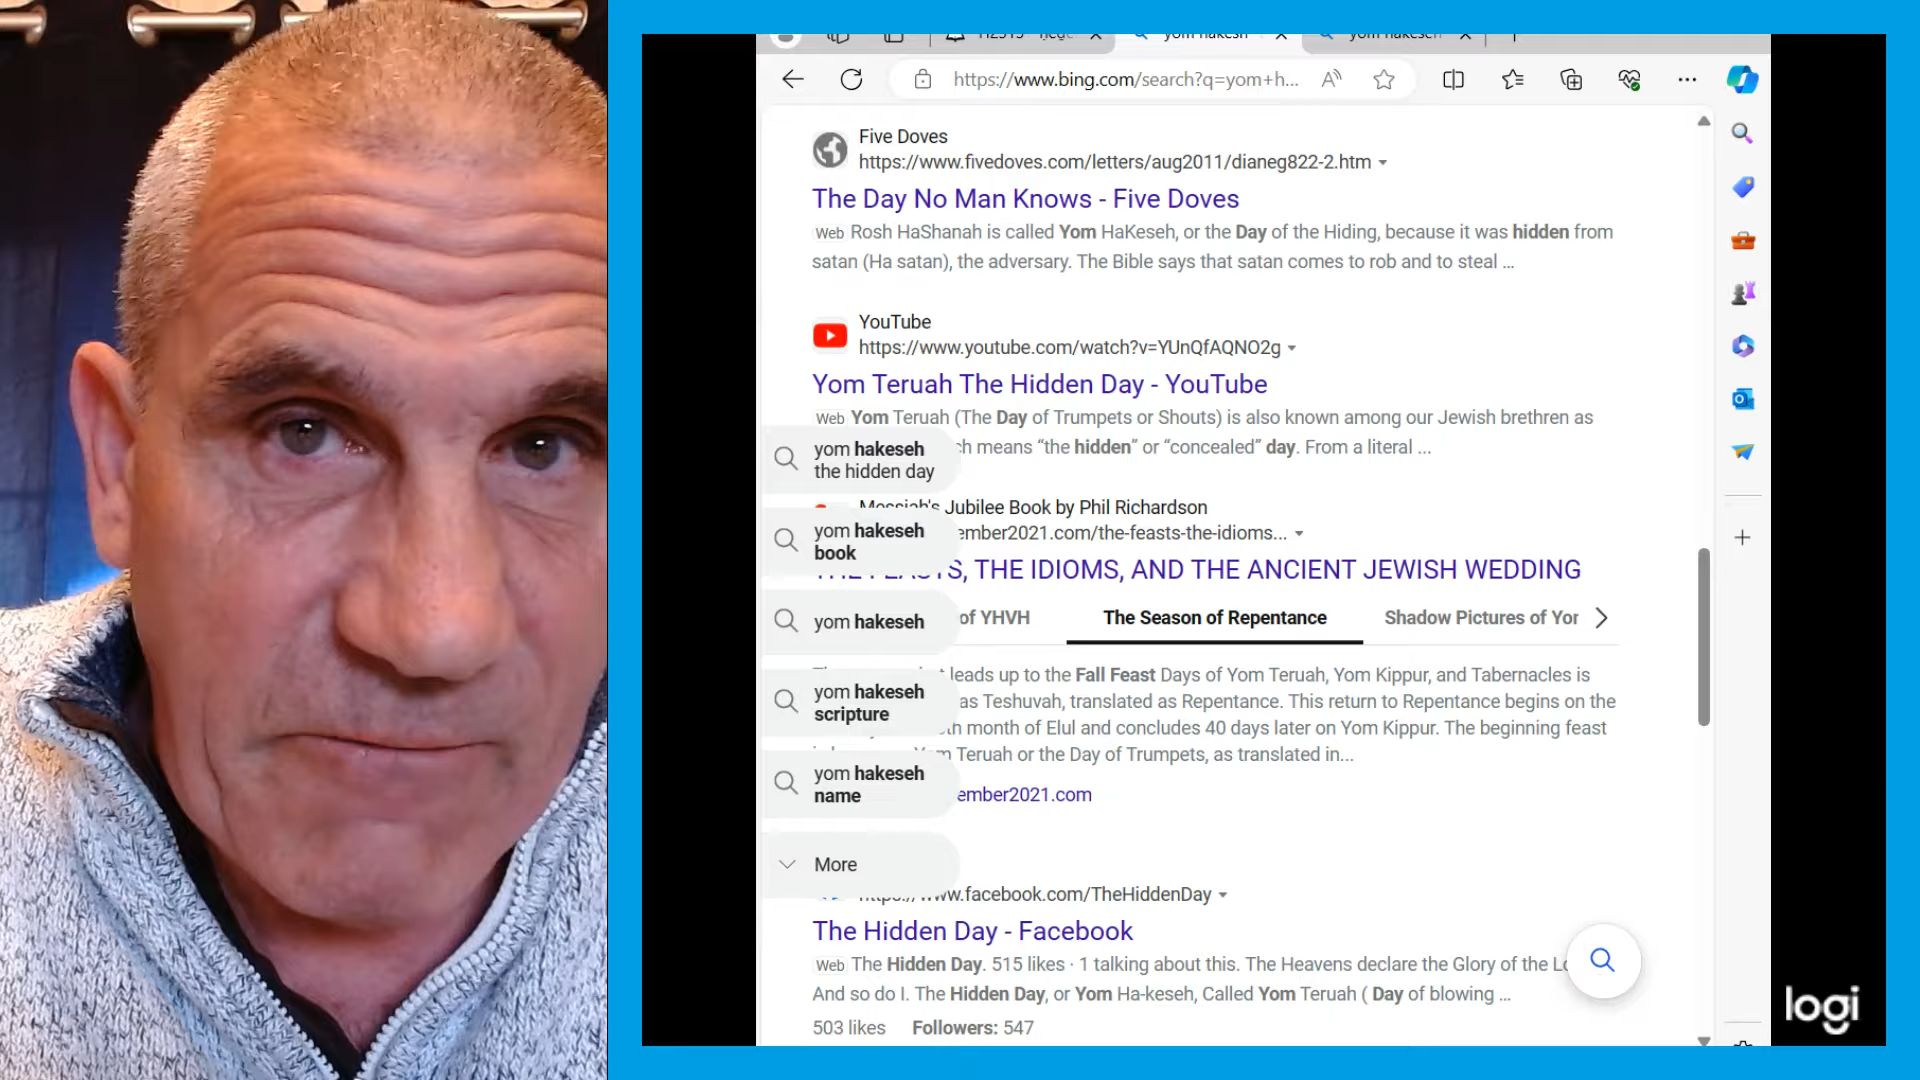 yom hakesh
yom hakeseh
https://www.bing.com/search?q=yom+h...
Five Doves
https://www.fivedoves.com/letters/aug2011/dianeg822-2.htm
The Day No Man Knows - Five Doves
Web Rosh HaShanah is called Yom HaKeseh, or the Day of the Hiding, because it was hidden from
satan (Ha satan), the adversary. The Bible says that satan comes to rob and to steal ...
YouTube
https://www.youtube.com/watch?v=YUnQfAQNO2g
Yom Teruah The Hidden Day - YouTube
Web Yom Teruah (The Day of Trumpets or Shouts) is also known among our Jewish brethren as
means “the hidden” or “concealed” day. From a literal ...
yom hakeseh
the hidden day
Messiah's Jubilee Book by Phil Richardson
ember2021.com/the-feasts-the-idioms...
yom hakeseh
book
THE FEASTS, THE IDIOMS, AND THE ANCIENT JEWISH WEDDING
yom hakeseh
of YHVH
The Season of Repentance
Shadow Pictures of Yor
leads up to the Fall Feast Days of Yom Teruah, Yom Kippur, and Tabernacles is
as Teshuvah, translated as Repentance. This return to Repentance begins on the
month of Elul and concludes 40 days later on Yom Kippur. The beginning feast
Yom Teruah or the Day of Trumpets, as translated in...
yom hakeseh
scripture
yom hakeseh
name
ember2021.com
More
https://www.facebook.com/TheHiddenDay
The Hidden Day - Facebook
Web The Hidden Day. 515 likes · 1 talking about this. The Heavens declare the Glory of the Lo
And so do I. The Hidden Day, or Yom Ha-keseh, Called Yom Teruah ( Day of blowing ...
503 likes Followers: 547
logi